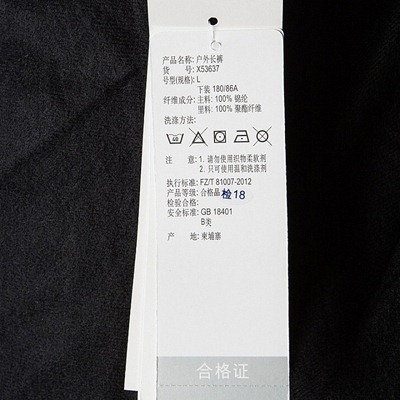 产品名称: 户外长裤
货 号: X53637
号型(规格): L
下装 180/86A
纤维成分: 主料: 100% 锦纶
里料: 100% 聚酯纤维
洗涤方法:
40
注 意: 1. 请勿使用织物柔软剂
2. 只可使用温和洗涤剂
执行标准: FZ/T 81007-2012
产品等级: 合格品
检验合格: 检18
安全标准: GB 18401
B类
产 地: 柬埔寨
合格证